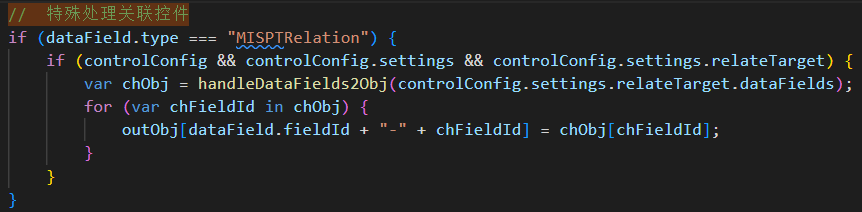 //  特殊处理关联控件
if (dataField.type === "MISPTRelation") {
    if (controlConfig && controlConfig.settings && controlConfig.settings.relateTarget) {
        var chObj = handleDataFields2Obj(controlConfig.settings.relateTarget.dataFields);
        for (var chFieldId in chObj) {
            outObj[dataField.fieldId + "-" + chFieldId] = chObj[chFieldId];
        }
    }
}